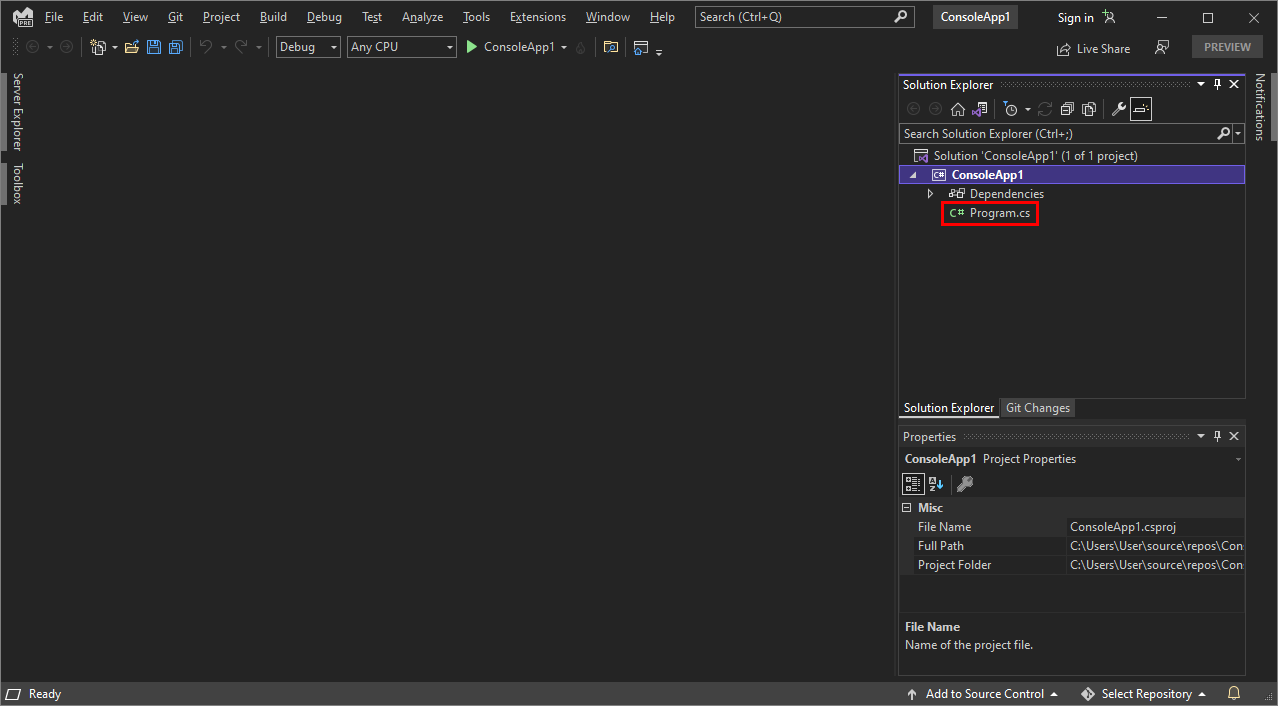 PRE
File Edit View Git Project Build Debug Test Analyze Tools Extensions Window Help Search (Ctrl+Q) ConsoleApp1 Sign in
Debug Any CPU ConsoleApp1 Live Share PREVIEW
Server Explorer
Toolbox
Solution Explorer
Search Solution Explorer (Ctrl+;)
Solution 'ConsoleApp1' (1 of 1 project)
C# ConsoleApp1
Dependencies
C# Program.cs
Solution Explorer Git Changes
Notifications
Properties
ConsoleApp1 Project Properties
Misc
File Name ConsoleApp1.csproj
Full Path C:\Users\User\source\repos\Con
Project Folder C:\Users\User\source\repos\Con
File Name
Name of the project file.
Ready Add to Source Control Select Repository